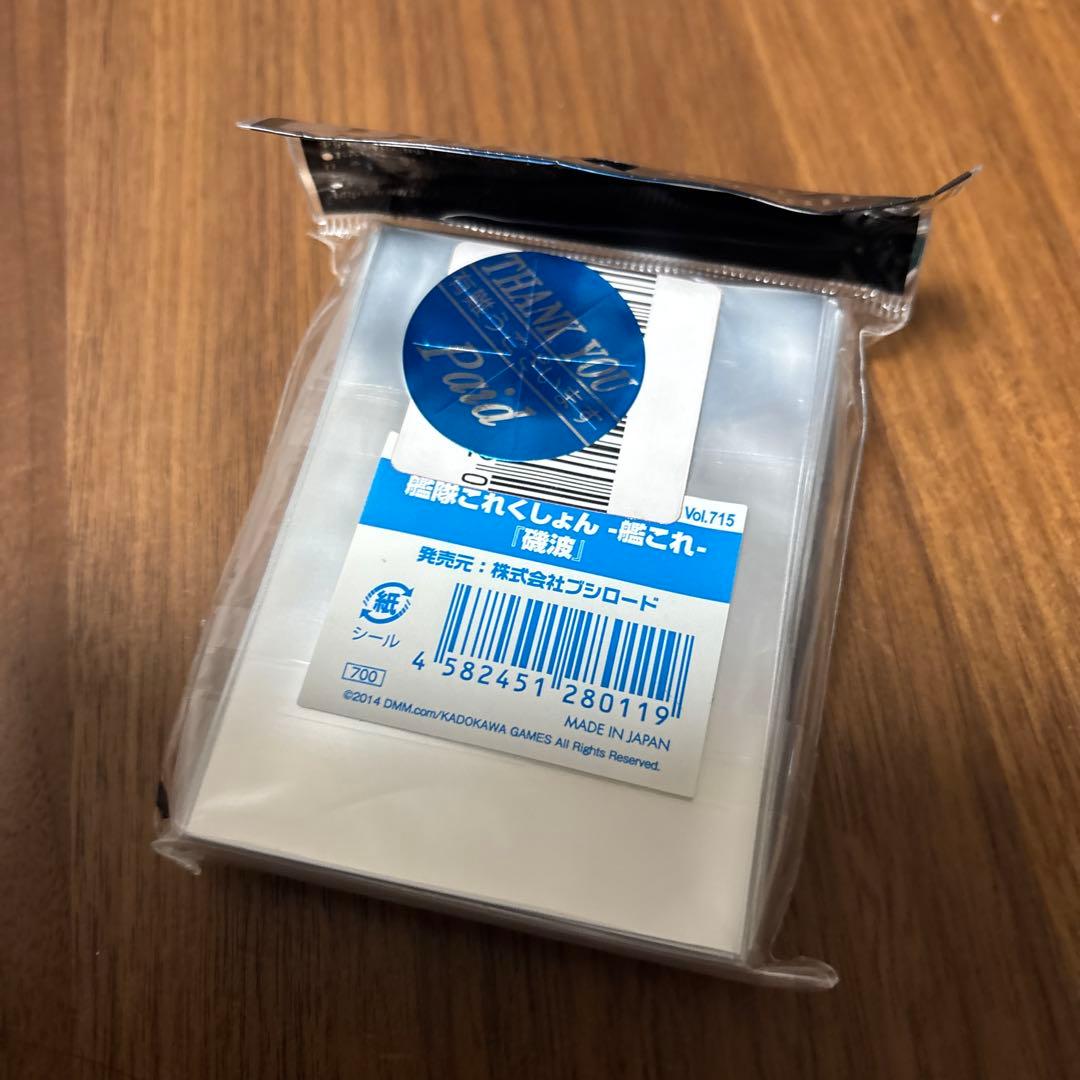 THANK YOU
Paid
艦隊これくしょん -艦これ-
Vol.715
『磯波』
発売元：株式会社ブシロード
紙
シール
4 582451 280119
700
MADE IN JAPAN
©2014 DMM.com/KADOKAWA GAMES All Rights Reserved.